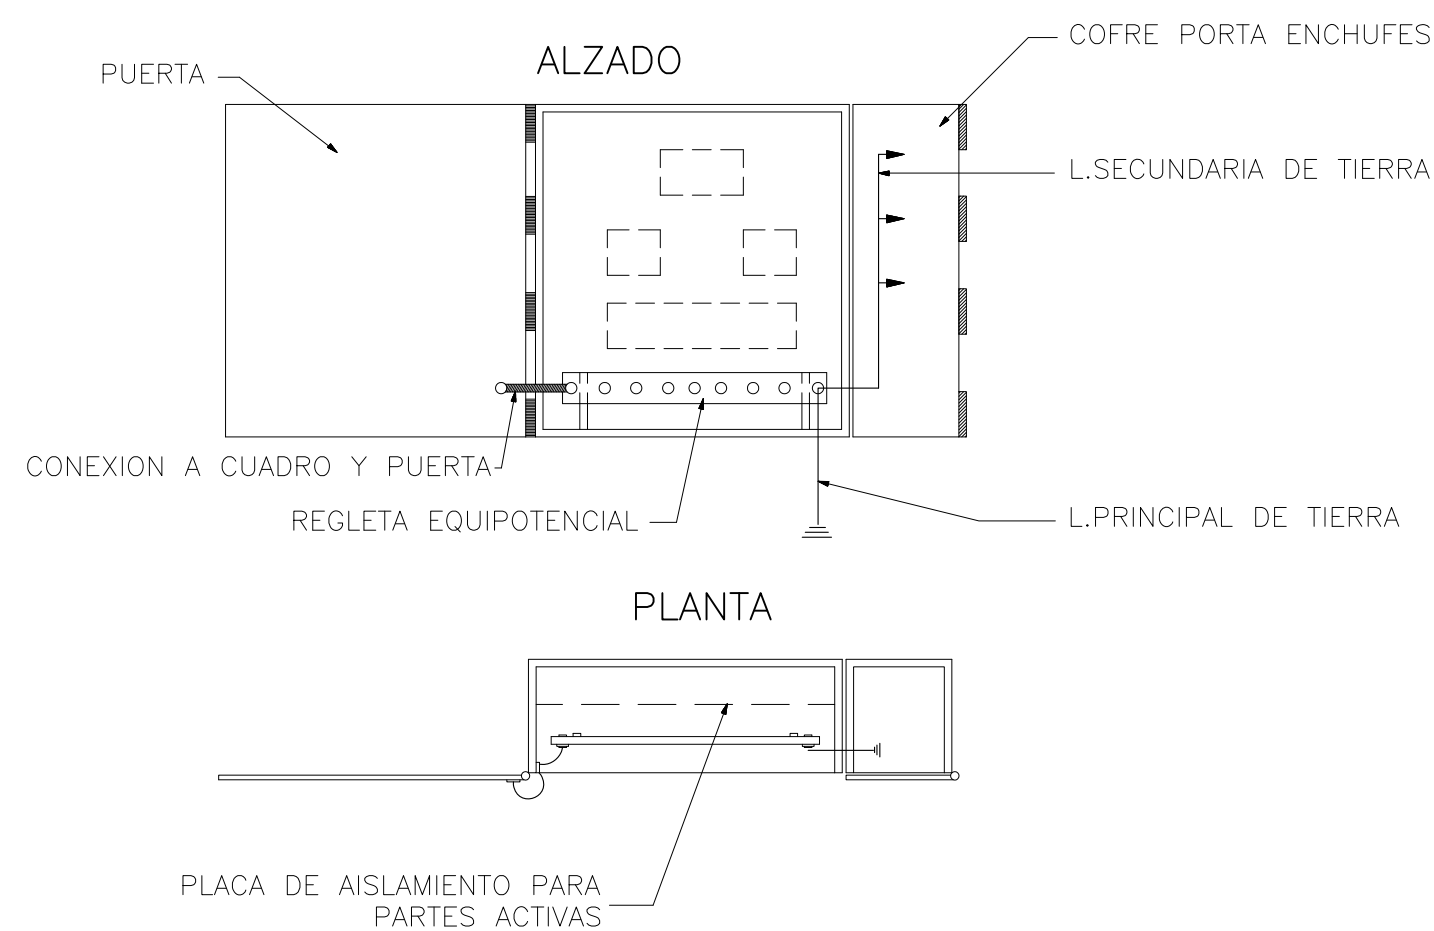 COFRE PORTA ENCHUFES
ALZADO
PUERTA
L.SECUNDARIA DE TIERRA
CONEXION A CUADRO Y PUERTA
REGLETA EQUIPOTENCIAL
L.PRINCIPAL DE TIERRA
PLANTA
PLACA DE AISLAMIENTO PARA
PARTES ACTIVAS